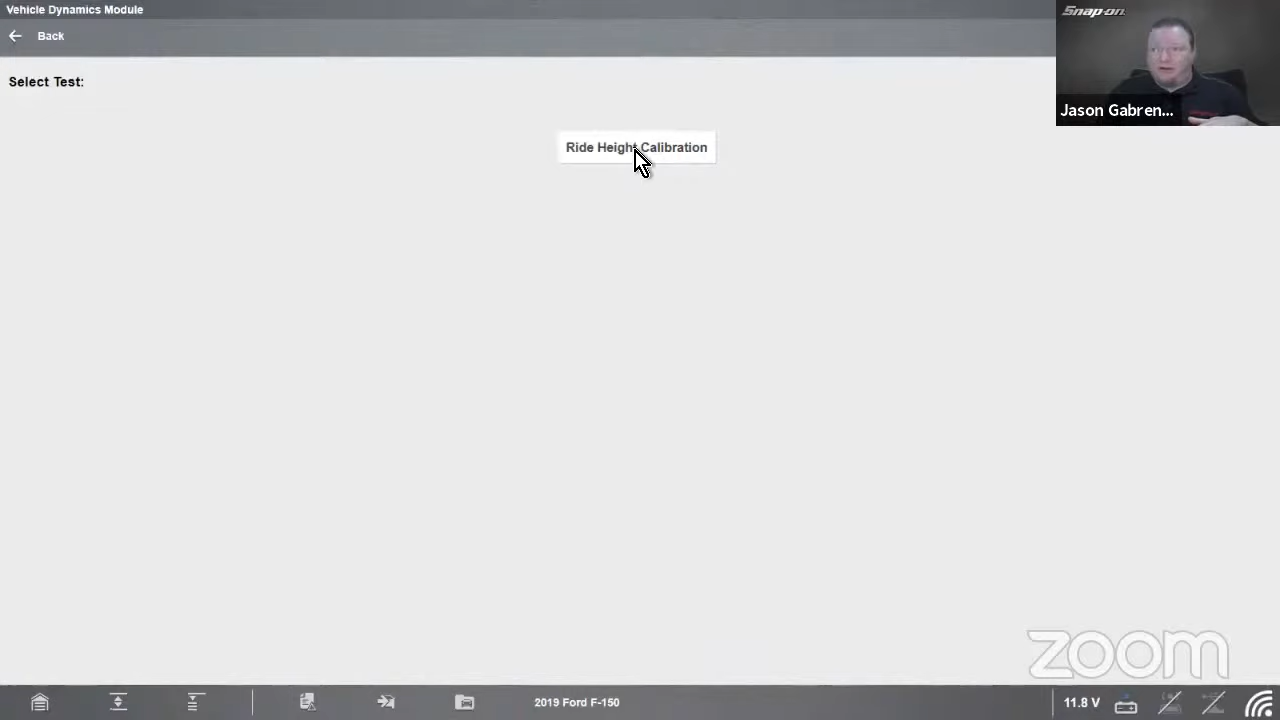 Vehicle Dynamics Module
Back
Snap-on
Jason Gabren...
Select Test:
Ride Height Calibration
zoom
2019 Ford F-150
11.8 V